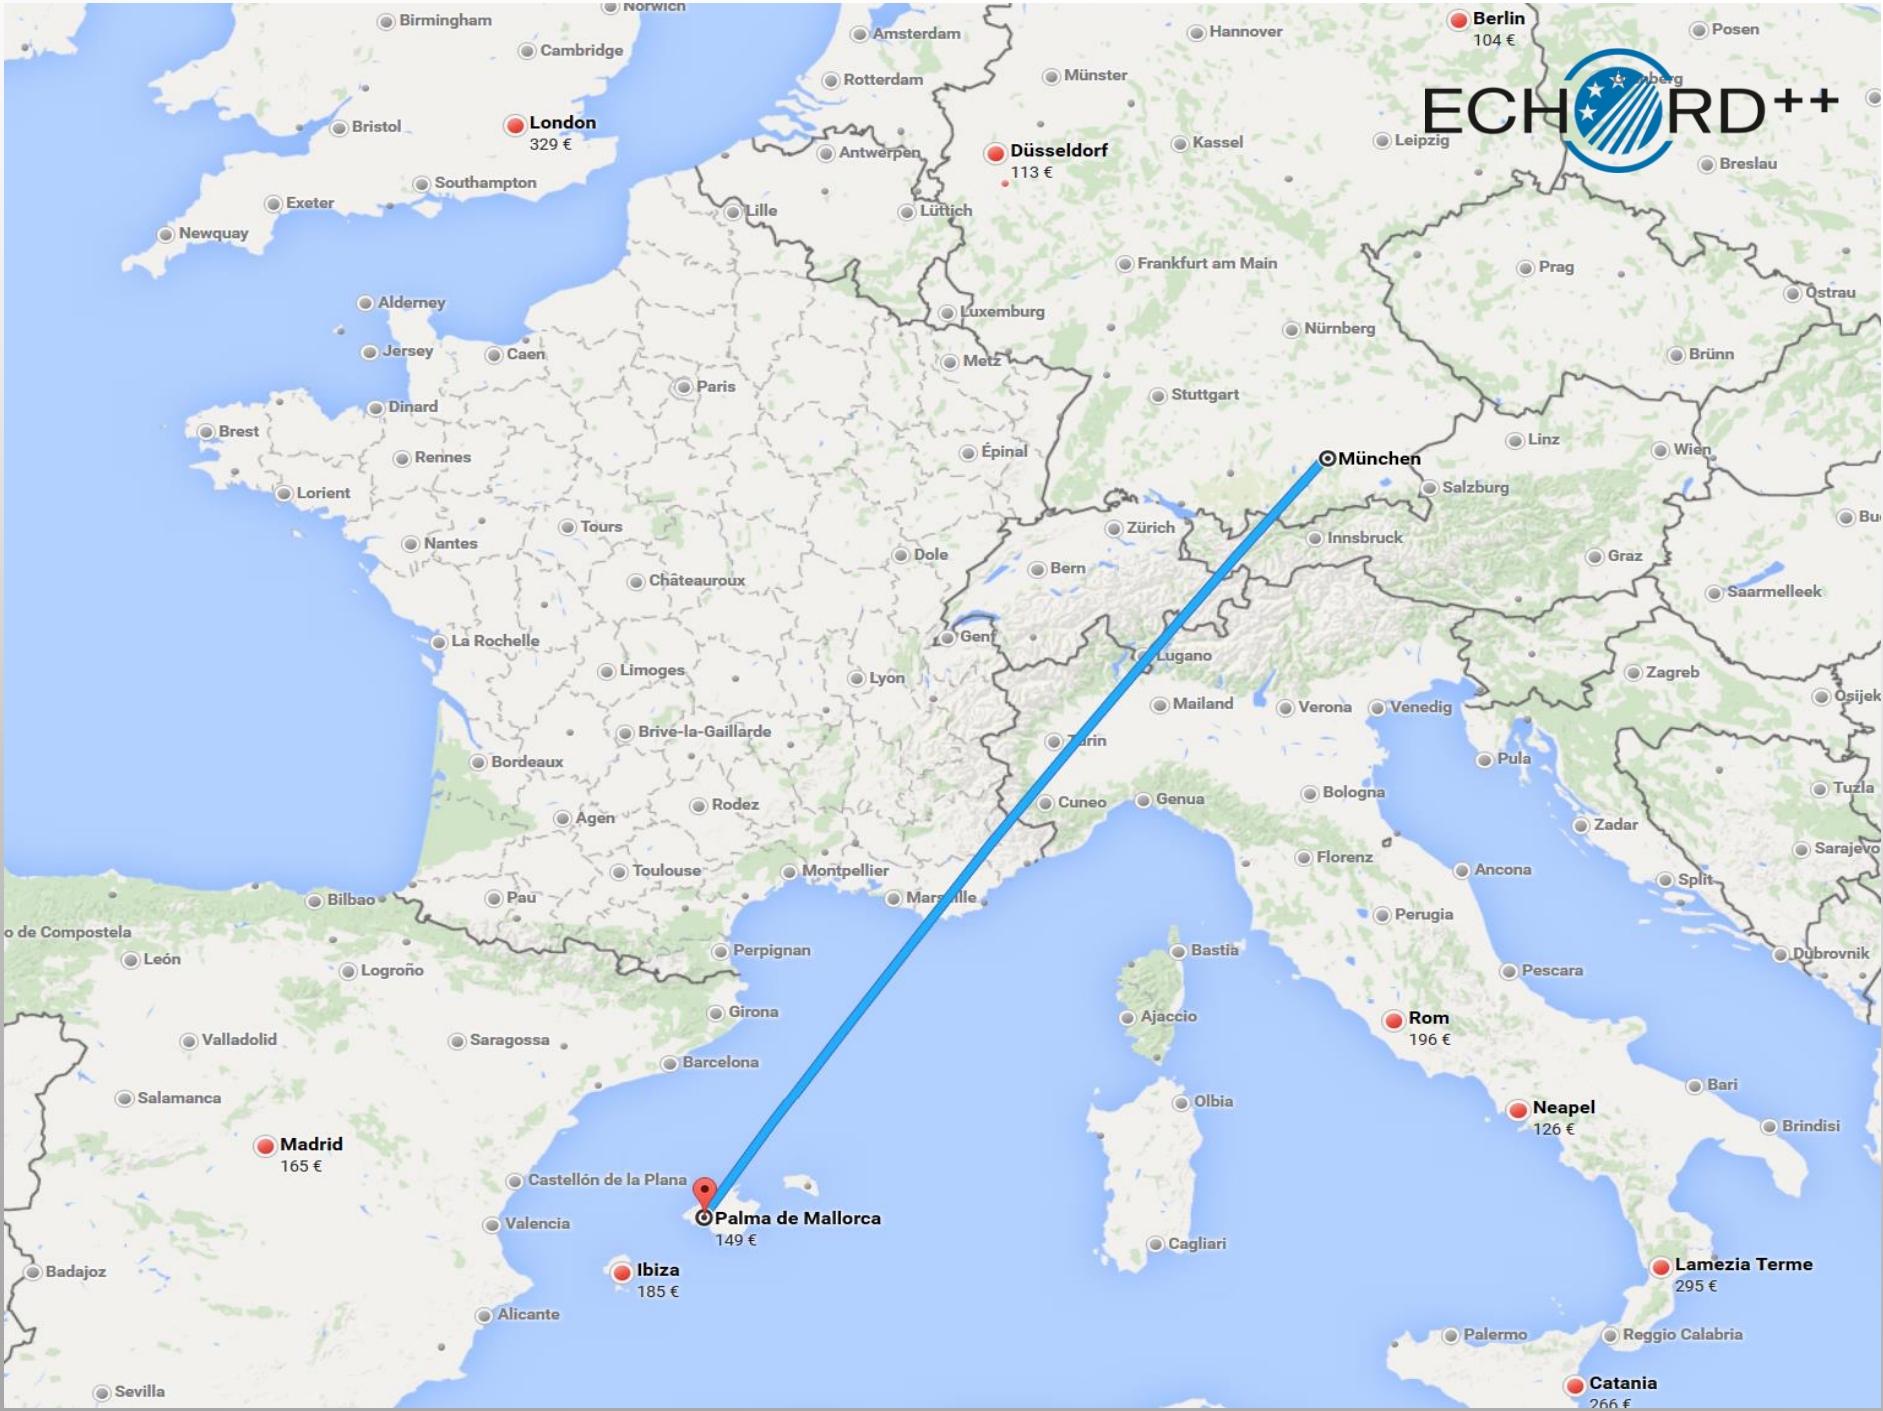 Norwich
Birmingham
Berlin
104 €
Cambridge
Amsterdam
Hannover
Posen
Rotterdam
Münster
ECHORD++
London
329 €
Bristol
Antwerpen
Düsseldorf
113 €
Kassel
Leipzig
Breslau
Southampton
Exeter
Lille
Lüttich
Newquay
Frankfurt am Main
Prag
Ostrau
Alderney
Luxemburg
Nürnberg
Jersey
Caen
Metz
Brünn
Paris
Stuttgart
Dinard
Brest
Rennes
Épinal
München
Linz
Wien
Lorient
Salzburg
Tours
Zürich
Innsbruck
Bu
Nantes
Dole
Bern
Graz
Châteauroux
Saarmelleek
La Rochelle
Genf
Lugano
Limoges
Lyon
Zagreb
Osijek
Mailand
Verona
Venedig
Brive-la-Gaillarde
Turin
Bordeaux
Pula
Rodez
Cuneo
Genua
Bologna
Tuzla
Agen
Zadar
Toulouse
Montpellier
Florenz
Ancona
Sarajevo
Bilbao
Pau
Marseille
Split
Perugia
o de Compostela
León
Logroño
Perpignan
Bastia
Pescara
Dubrovnik
Girona
Ajaccio
Rom
196 €
Valladolid
Saragossa
Barcelona
Salamanca
Olbia
Bari
Neapel
126 €
Brindisi
Madrid
165 €
Castellón de la Plana
Valencia
Palma de Mallorca
149 €
Cagliari
Badajoz
Ibiza
185 €
Lamezia Terme
295 €
Alicante
Palermo
Reggio Calabria
Sevilla
Catania
266 €